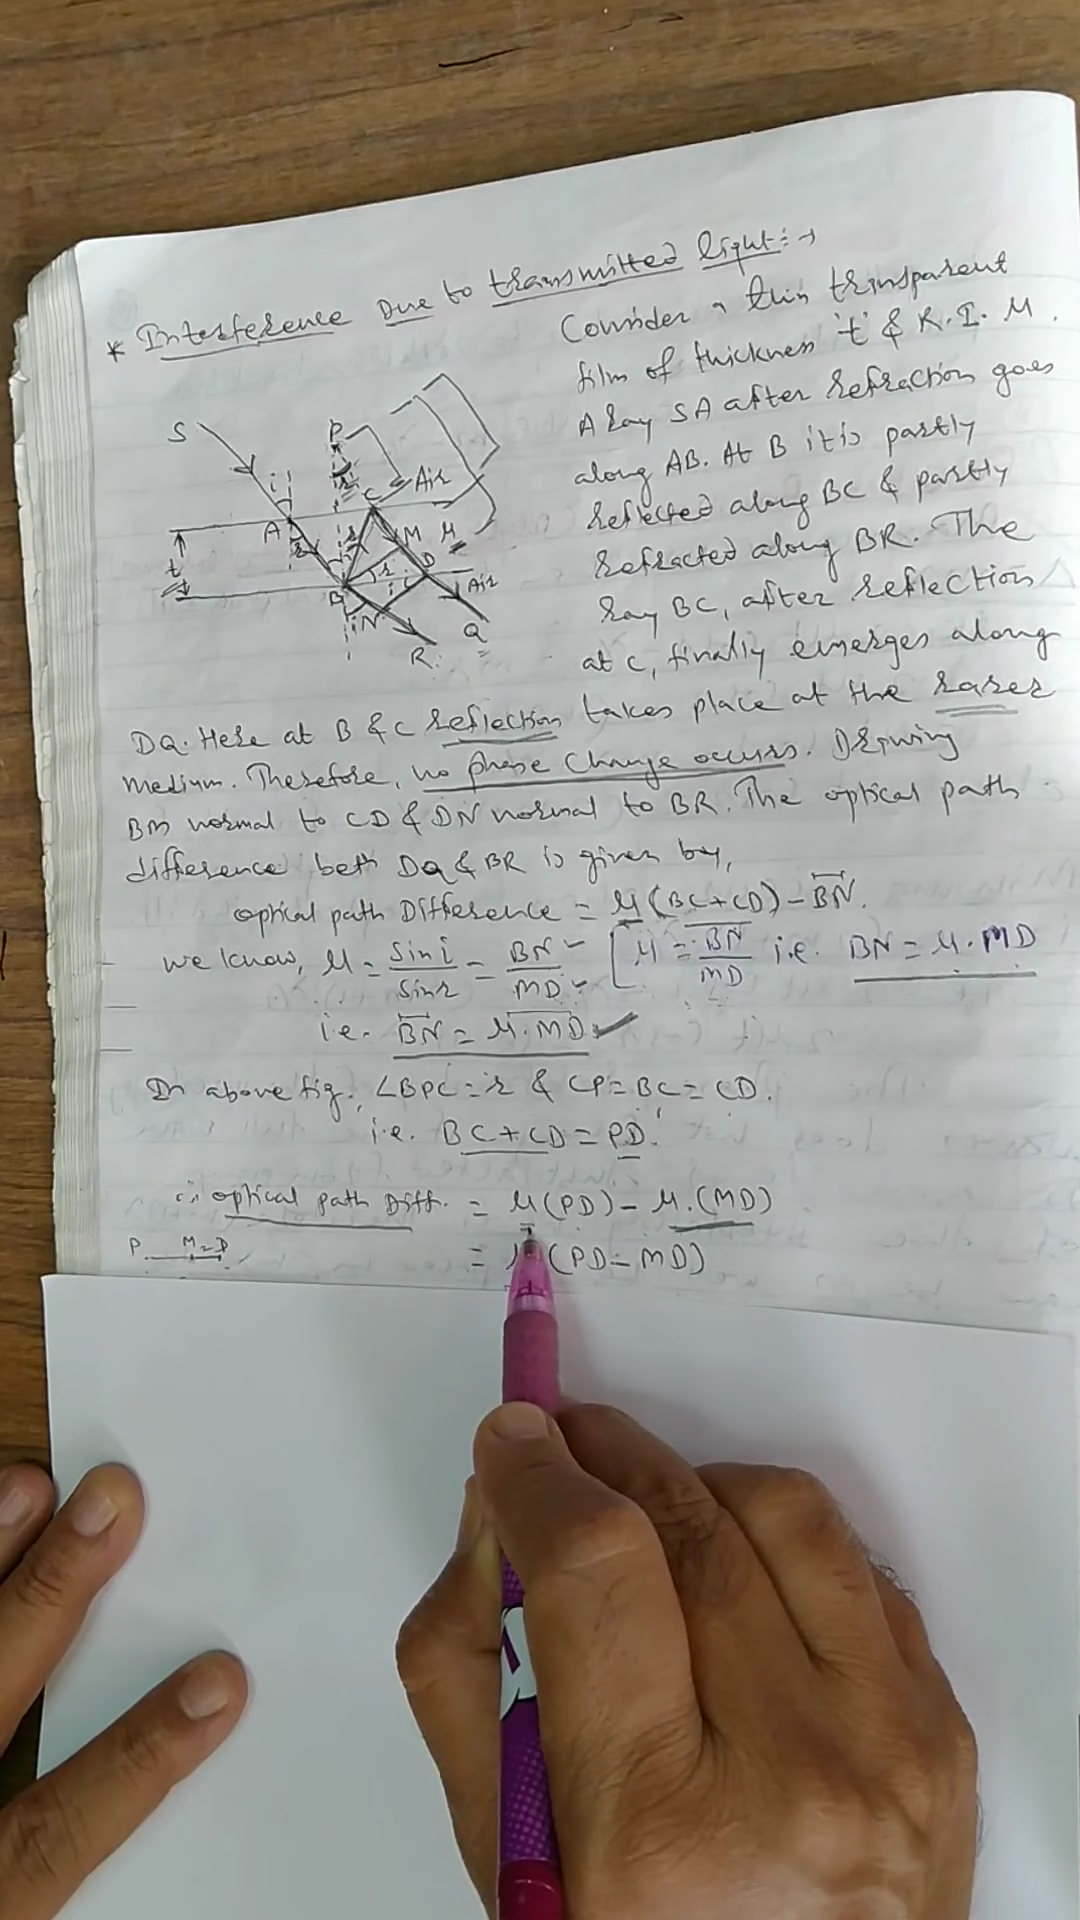 * Interference Due to transmitted light :→
Consider a thin transparent
film of thickness 't' & R.I. μ.
A ray SA after refraction goes
along AB. At B it is partly
reflected along BC & partly
refracted along BR. The
ray BC, after reflection
at C, finally emerges along
S
P
i
r
C
Air
A
r
r
M
μ
t
r
D
B
i
Air
i
N
Q
R
DQ. Here at B & C reflection takes place at the rarer
medium. Therefore, no phase change occurs. Drawing
BM normal to CD & DN normal to BR. The optical path
difference betn DQ & BR is given by,
optical path Difference = μ(BC+CD) - BN.
we know, μ = Sin i / Sin r = BN / MD [ μ = BN / MD i.e. BN = μ. MD
i.e. BN = μ. MD ✓
In above fig., ∠BPC = r & CP = BC = CD.
i.e. BC + CD = PD.
∴ optical path Diff. = μ(PD) - μ.(MD)
P M D
= μ (PD - MD)